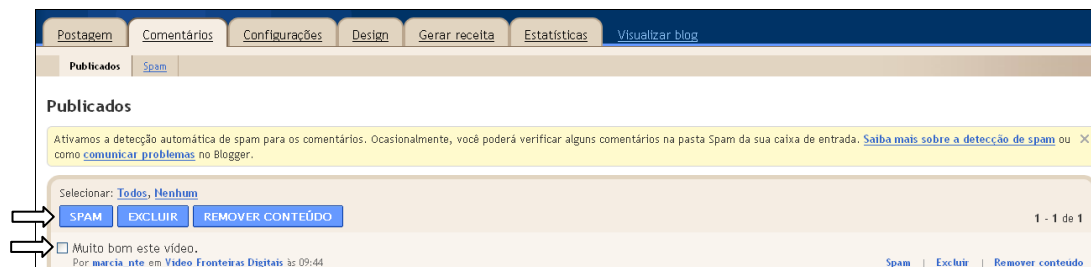 Postagem Comentários Configurações Design Gerar receita Estatísticas Visualizar blog
Publicados Spam
Publicados
Ativamos a detecção automática de spam para os comentários. Ocasionalmente, você poderá verificar alguns comentários na pasta Spam da sua caixa de entrada. Saiba mais sobre a detecção de spam ou
como comunicar problemas no Blogger.
Selecionar: Todos, Nenhum
SPAM EXCLUIR REMOVER CONTEÚDO 1 - 1 de 1
Muito bom este vídeo.
Por marcia_nte em Video Fronteiras Digitais às 09:44 Spam | Excluir | Remover conteúdo